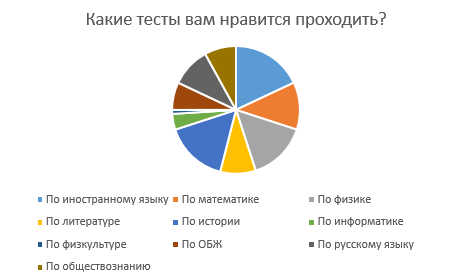 Какие тесты вам нравится проходить?
По иностранному языку По математике По физике
По литературе По истории По информатике
По физкультуре По ОБЖ По русскому языку
По обществознанию